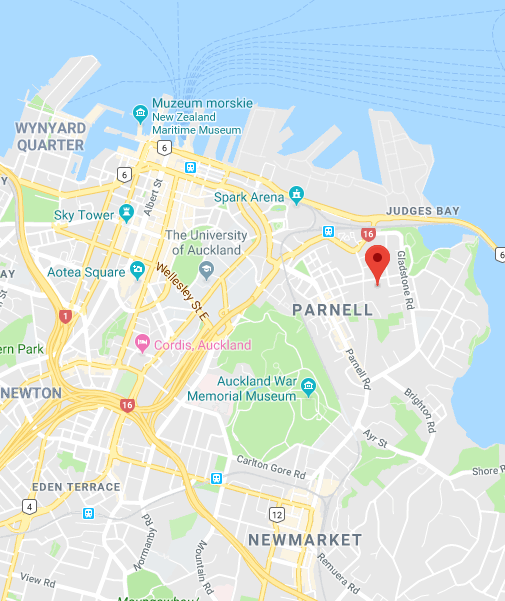 Muzeum morskie
New Zealand
Maritime Museum
WYNYARD
QUARTER
6
6
Albert St
Spark Arena
Sky Tower
JUDGES BAY
16
6
The University
of Auckland
Aotea Square
Wellesley St E
Gladstone Rd
1
PARNELL
Cordis, Auckland
ern Park
Parnell Rd
Auckland War
Memorial Museum
NEWTON
16
Brighton Rd
Ayr St
Carlton Gore Rd
Shore R
EDEN TERRACE
4
12
Normanby Rd
NEWMARKET
Mountain Rd
Remuera Rd
View Rd